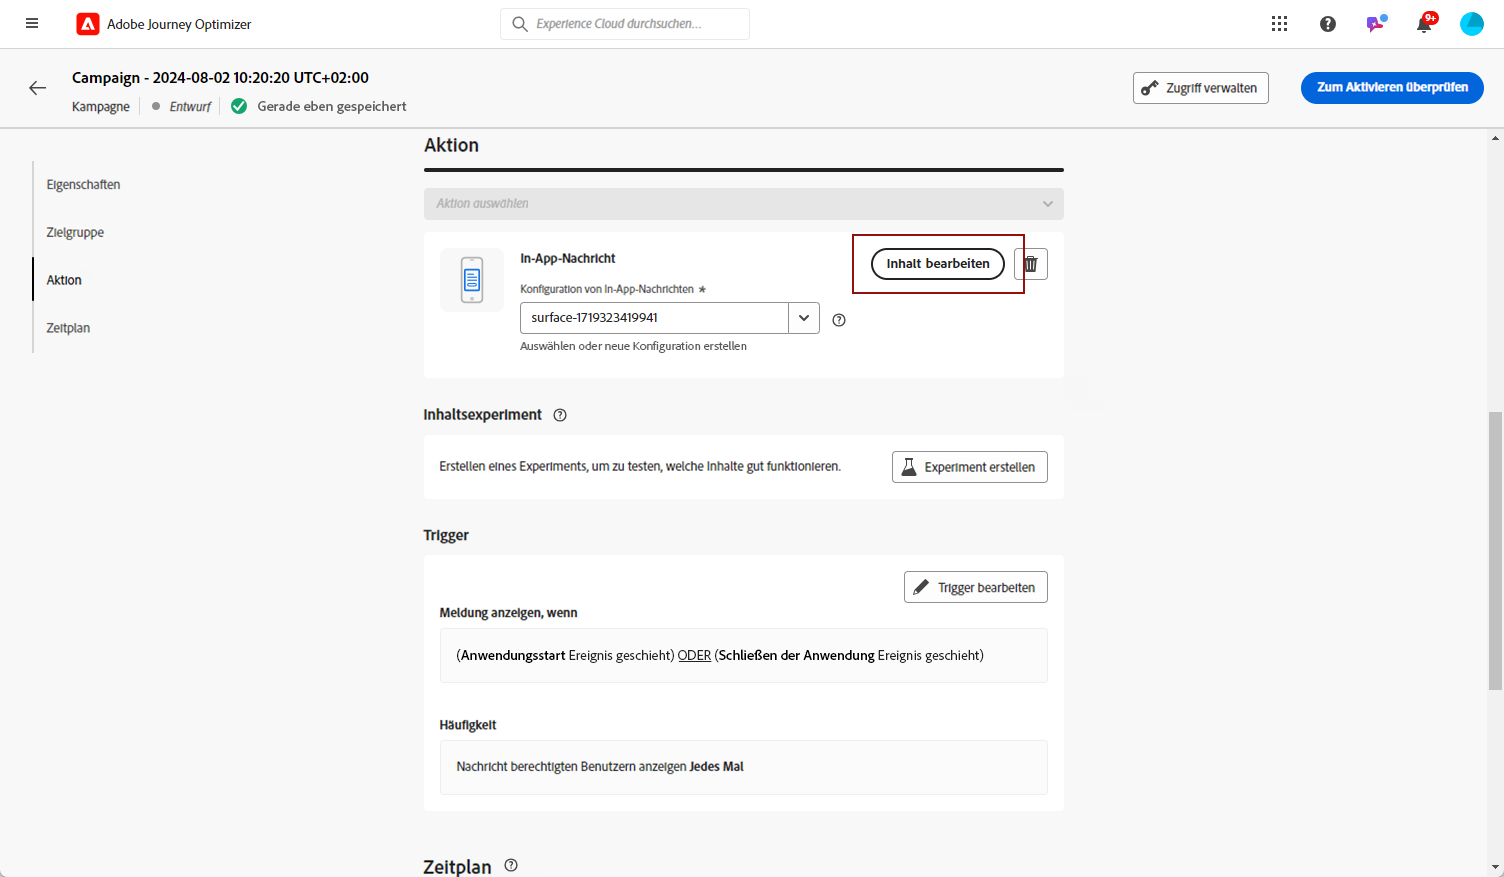 Adobe Journey Optimizer
Experience Cloud durchsuchen...
9+
Campaign - 2024-08-02 10:20:20 UTC+02:00
Kampagne
Entwurf
Gerade eben gespeichert
Zugriff verwalten
Zum Aktivieren überprüfen
Eigenschaften
Zielgruppe
Aktion
Zeitplan
Aktion
Aktion auswählen
In-App-Nachricht
Inhalt bearbeiten
Konfiguration von In-App-Nachrichten *
surface-1719323419941
Auswählen oder neue Konfiguration erstellen
Inhaltsexperiment
Erstellen eines Experiments, um zu testen, welche Inhalte gut funktionieren.
Experiment erstellen
Trigger
Trigger bearbeiten
Meldung anzeigen, wenn
(Anwendungsstart Ereignis geschieht) ODER (Schließen der Anwendung Ereignis geschieht)
Häufigkeit
Nachricht berechtigten Benutzern anzeigen Jedes Mal
Zeitplan